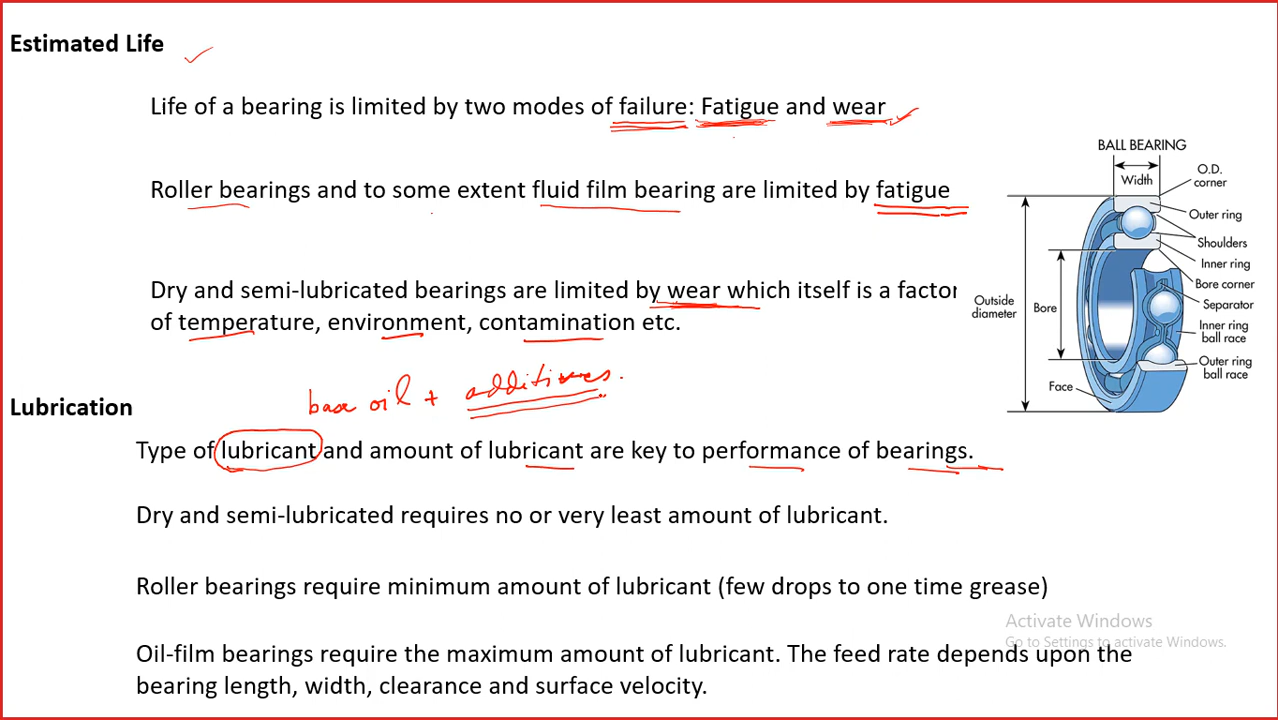 Estimated Life
Life of a bearing is limited by two modes of failure: Fatigue and wear
Roller bearings and to some extent fluid film bearing are limited by fatigue
Dry and semi-lubricated bearings are limited by wear which itself is a factor
of temperature, environment, contamination etc.
BALL BEARING
Width
O.D.
corner
Outer ring
Shoulders
Inner ring
Bore corner
Separator
Inner ring
ball race
Outer ring
ball race
Outside
diameter
Bore
Face
base oil + additives.
Lubrication
Type of lubricant and amount of lubricant are key to performance of bearings.
Dry and semi-lubricated requires no or very least amount of lubricant.
Roller bearings require minimum amount of lubricant (few drops to one time grease)
Activate Windows
Go to Settings to activate Windows.
Oil-film bearings require the maximum amount of lubricant. The feed rate depends upon the
bearing length, width, clearance and surface velocity.